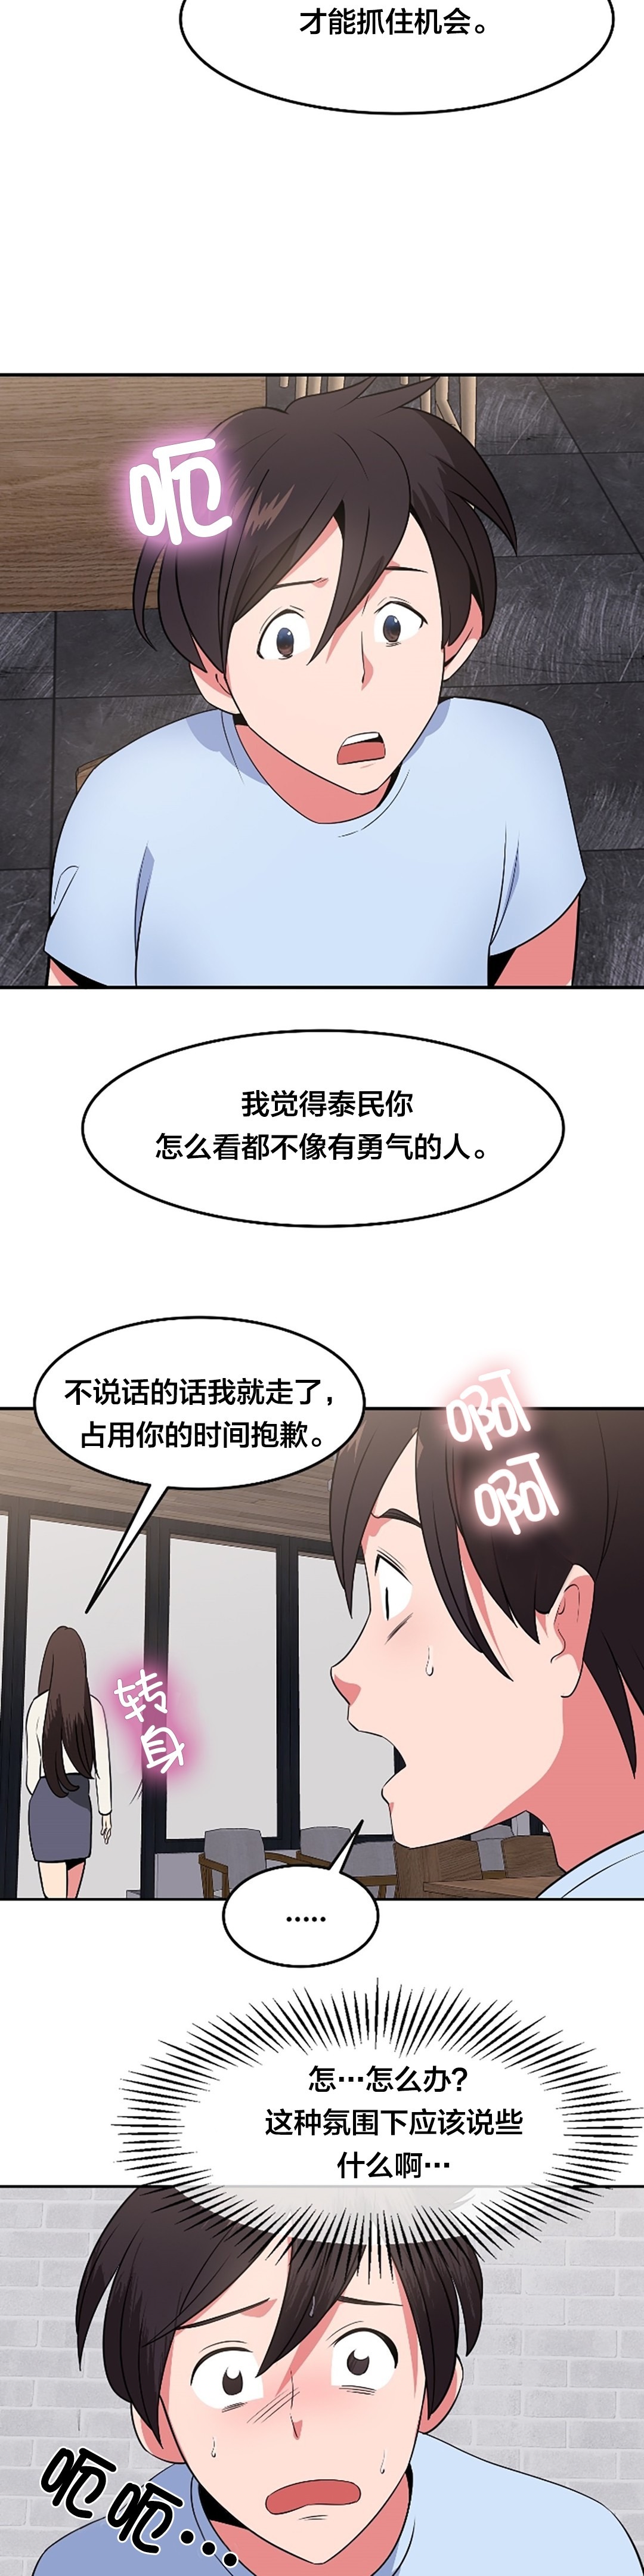 才能抓住机会。
呃
我觉得泰民你
怎么看都不像有勇气的人。
不说话的话我就走了，
占用你的时间抱歉。
转
身
·····
怎…怎么办？
这种氛围下应该说些
什么啊…
呃呃…